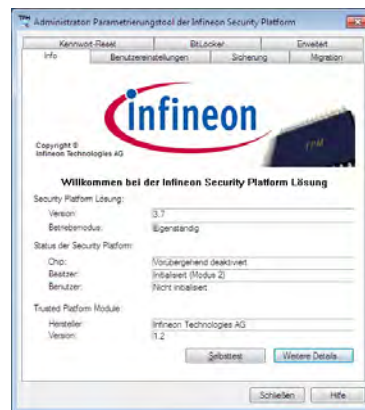 TPM Administrator: Parametrierungstool der Infineon Security Platform
Kennwort-Reset BitLocker Erweitert
Info Benutzereinstellungen Sicherung Migration
infineon
TPM
Copyright ©
Infineon Technologies AG
Willkommen bei der Infineon Security Platform Lösung
Security Platform Lösung:
Version: 3.7
Betriebsmodus: Eigenständig
Status der Security Platform:
Chip: Vorübergehend deaktiviert
Besitzer: Initialisiert (Modus 2)
Benutzer: Nicht initialisiert
Trusted Platform Module:
Hersteller: Infineon Technologies AG
Version: 1.2
Selbsttest Weitere Details...
Schließen Hilfe